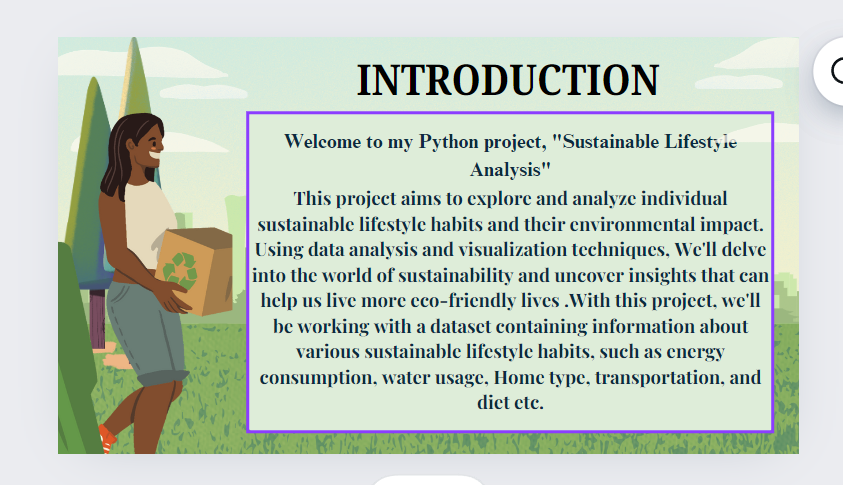 INTRODUCTION
Welcome to my Python project, "Sustainable Lifestyle
Analysis"
This project aims to explore and analyze individual
sustainable lifestyle habits and their environmental impact.
Using data analysis and visualization techniques, We'll delve
into the world of sustainability and uncover insights that can
help us live more eco-friendly lives .With this project, we'll
be working with a dataset containing information about
various sustainable lifestyle habits, such as energy
consumption, water usage, Home type, transportation, and
diet etc.